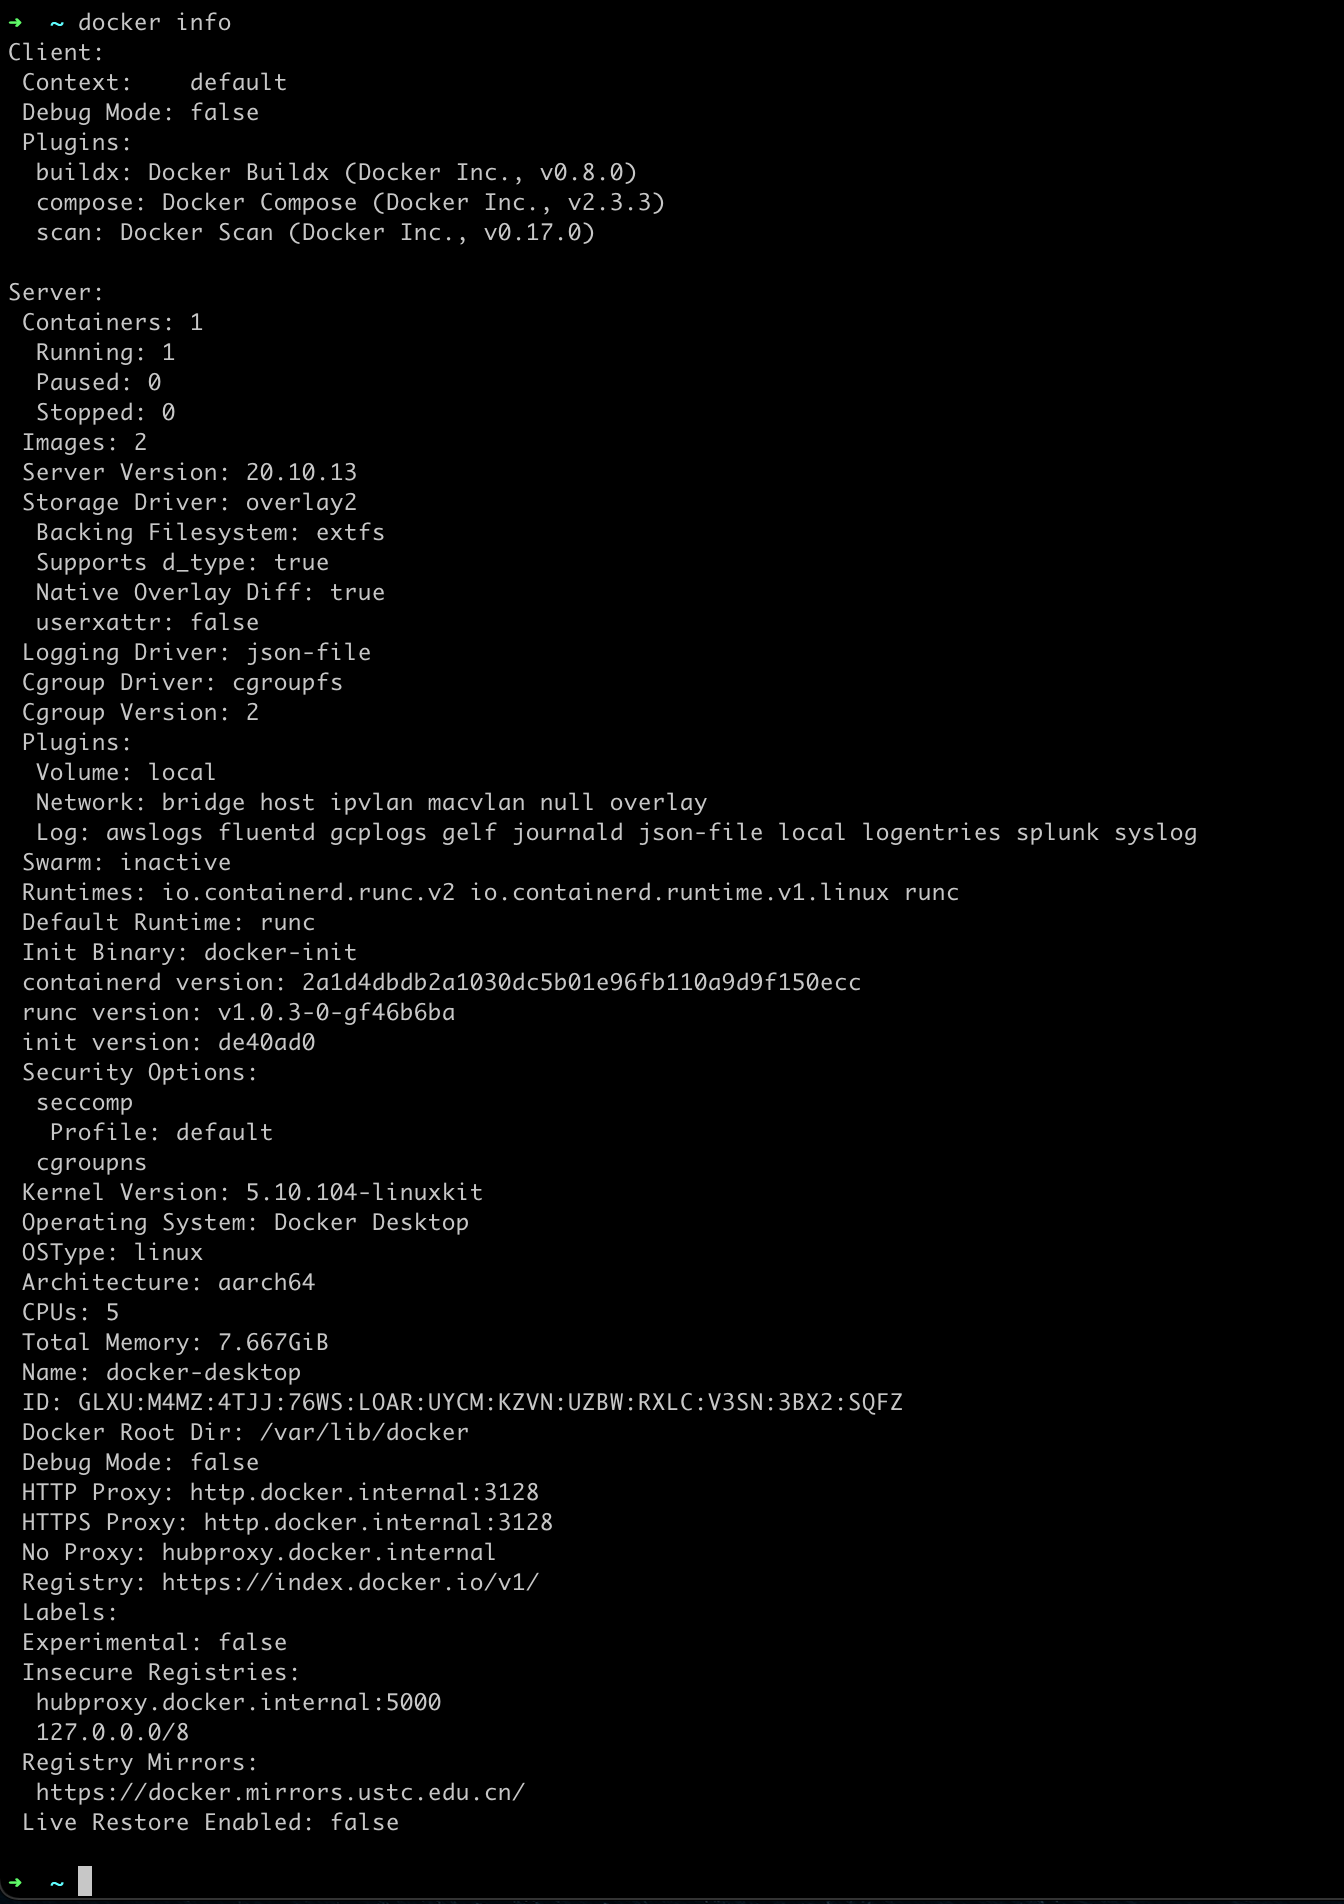 ➜  ~ docker info
Client:
 Context:    default
 Debug Mode: false
 Plugins:
  buildx: Docker Buildx (Docker Inc., v0.8.0)
  compose: Docker Compose (Docker Inc., v2.3.3)
  scan: Docker Scan (Docker Inc., v0.17.0)

Server:
 Containers: 1
  Running: 1
  Paused: 0
  Stopped: 0
 Images: 2
 Server Version: 20.10.13
 Storage Driver: overlay2
  Backing Filesystem: extfs
  Supports d_type: true
  Native Overlay Diff: true
  userxattr: false
 Logging Driver: json-file
 Cgroup Driver: cgroupfs
 Cgroup Version: 2
 Plugins:
  Volume: local
  Network: bridge host ipvlan macvlan null overlay
  Log: awslogs fluentd gcplogs gelf journald json-file local logentries splunk syslog
 Swarm: inactive
 Runtimes: io.containerd.runc.v2 io.containerd.runtime.v1.linux runc
 Default Runtime: runc
 Init Binary: docker-init
 containerd version: 2a1d4dbdb2a1030dc5b01e96fb110a9d9f150ecc
 runc version: v1.0.3-0-gf46b6ba
 init version: de40ad0
 Security Options:
  seccomp
   Profile: default
  cgroupns
 Kernel Version: 5.10.104-linuxkit
 Operating System: Docker Desktop
 OSType: linux
 Architecture: aarch64
 CPUs: 5
 Total Memory: 7.667GiB
 Name: docker-desktop
 ID: GLXU:M4MZ:4TJJ:76WS:LOAR:UYCM:KZVN:UZBW:RXLC:V3SN:3BX2:SQFZ
 Docker Root Dir: /var/lib/docker
 Debug Mode: false
 HTTP Proxy: http.docker.internal:3128
 HTTPS Proxy: http.docker.internal:3128
 No Proxy: hubproxy.docker.internal
 Registry: https://index.docker.io/v1/
 Labels:
 Experimental: false
 Insecure Registries:
  hubproxy.docker.internal:5000
  127.0.0.0/8
 Registry Mirrors:
  https://docker.mirrors.ustc.edu.cn/
 Live Restore Enabled: false

➜  ~